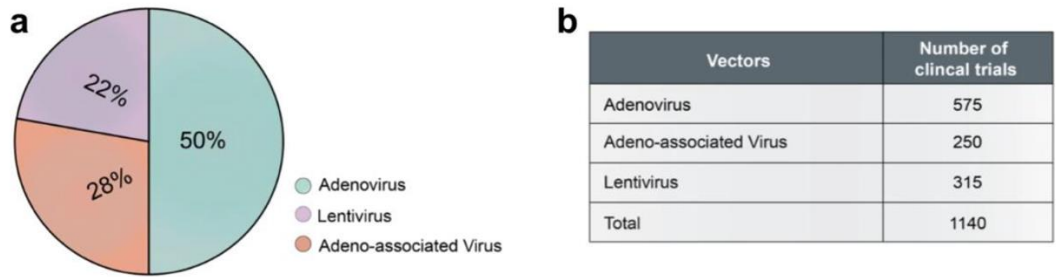 a
22%
50%
28%
Adenovirus
Lentivirus
Adeno-associated Virus
b
Vectors
Number of
clincal trials
Adenovirus 575
Adeno-associated Virus 250
Lentivirus 315
Total 1140